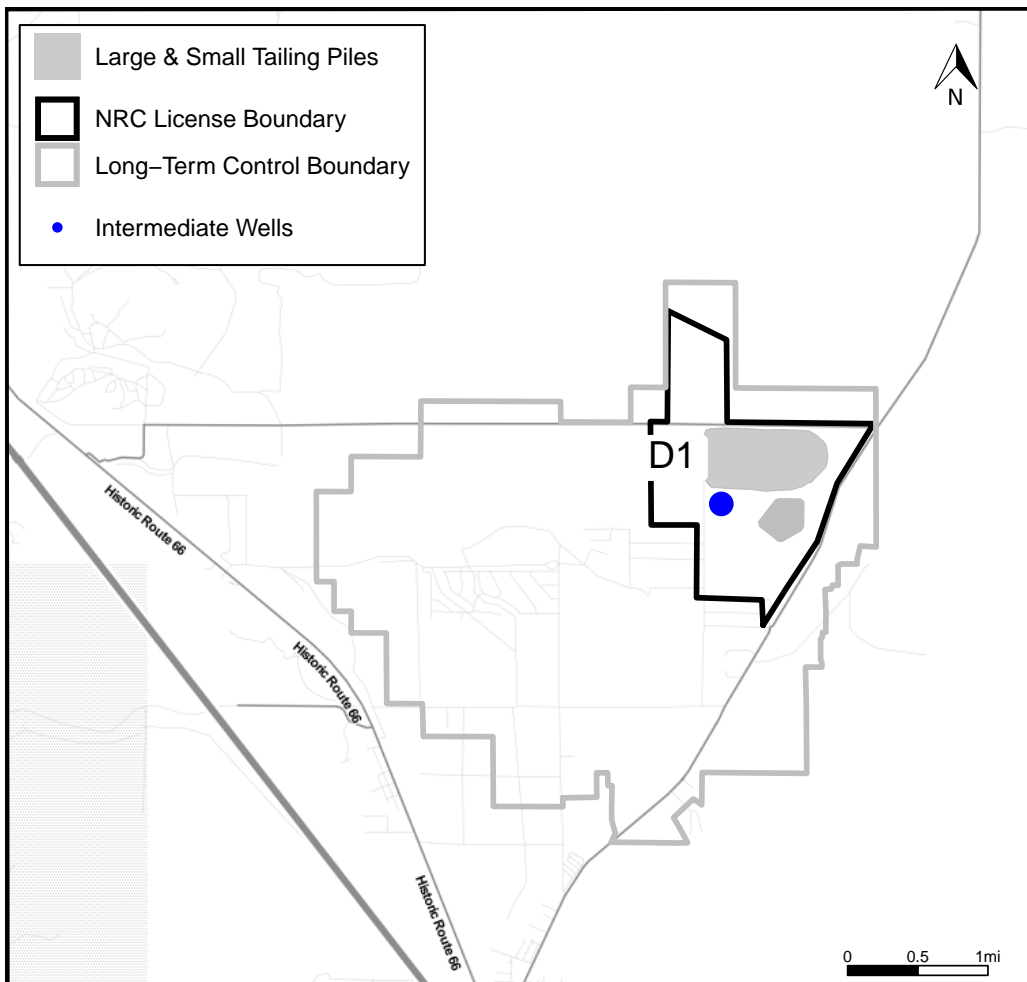 Large & Small Tailing Piles
NRC License Boundary
Long−Term Control Boundary
Intermediate Wells
N
D1
Historic Route 66
Historic Route 66
Historic Route 66
0 0.5 1mi